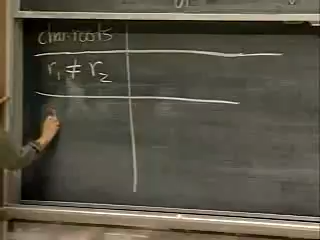 char. roots
r₁ ≠ r₂